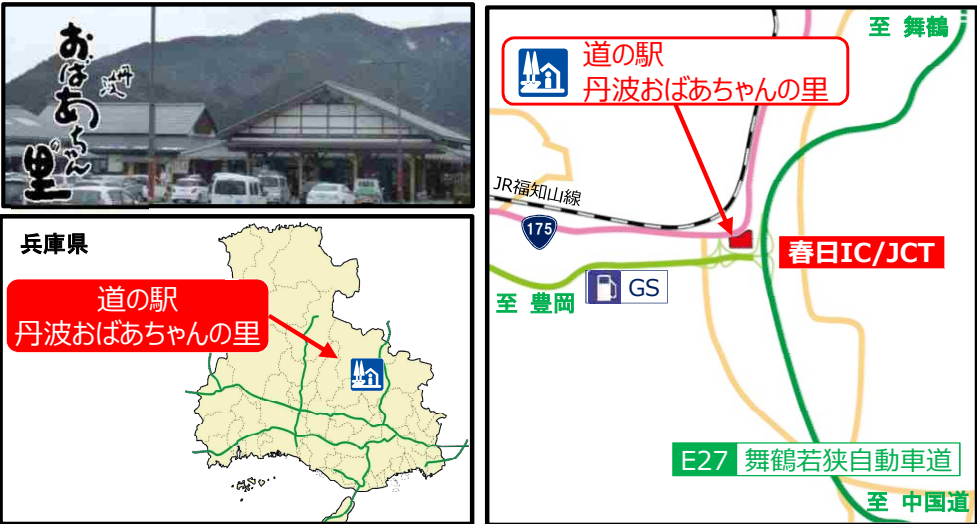 丹波
おばあちゃんの里
兵庫県
道の駅
丹波おばあちゃんの里
至 舞鶴
道の駅
丹波おばあちゃんの里
JR福知山線
175
春日IC/JCT
至 豊岡
GS
E27 舞鶴若狭自動車道
至 中国道